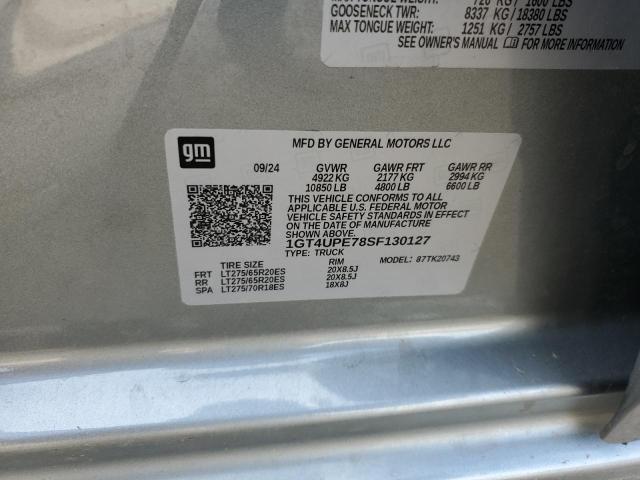 720 KG / 1600 LBS
GOOSENECK TWR: 8337 KG / 18380 LBS
MAX TONGUE WEIGHT: 1251 KG / 2757 LBS
SEE OWNER'S MANUAL FOR MORE INFORMATION
gm
MFD BY GENERAL MOTORS LLC
09/24 GVWR GAWR FRT GAWR RR
4922 KG 2177 KG 2994 KG
10850 LB 4800 LB 6600 LB
THIS VEHICLE CONFORMS TO ALL
APPLICABLE U.S. FEDERAL MOTOR
VEHICLE SAFETY STANDARDS IN EFFECT
ON THE DATE OF MANUFACTURE SHOWN ABOVE.
1GT4UPE78SF130127
TYPE: TRUCK MODEL: 87TK20743
TIRE SIZE RIM
FRT LT275/65R20ES 20X8.5J
RR LT275/65R20ES 20X8.5J
SPA LT275/70R18ES 18X8J